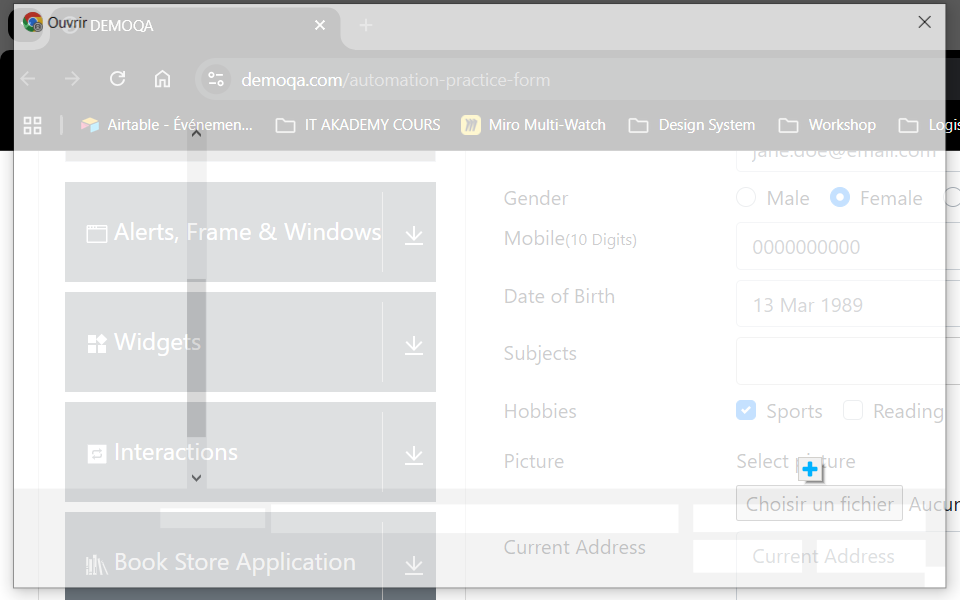 Ouvrir
DEMOQA
demoqa.com/automation-practice-form
Airtable - Événemen... IT AKADEMY COURS Miro Multi-Watch Design System Workshop Logis
jane.doe@email.com
Alerts, Frame & Windows
Widgets
Interactions
Book Store Application
Gender Male Female
Mobile(10 Digits) 0000000000
Date of Birth 13 Mar 1989
Subjects
Hobbies Sports Reading
Picture Select picture
Choisir un fichier Aucun
Current Address Current Address